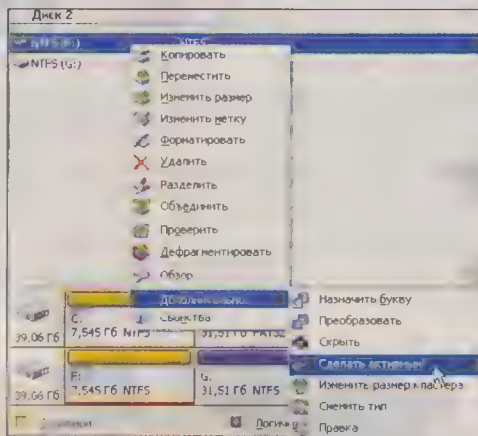 Диск 2
NTFS (F:) NTFS
NTFS (G:)
Копировать
Переместить
Изменить размер
Изменить метку
Форматировать
Удалить
Разделить
Объединить
Проверить
Дефрагментировать
Обзор
Дополнительно
Свойства
Назначить букву
Преобразовать
Скрыть
Сделать активным
Изменить размер кластера
Сменить тип
Правка
39,06 Гб
C:
7,545 Гб NTFS
31,51 Гб FAT32
39,06 Гб
F:
7,545 Гб NTFS
G:
31,51 Гб NTFS